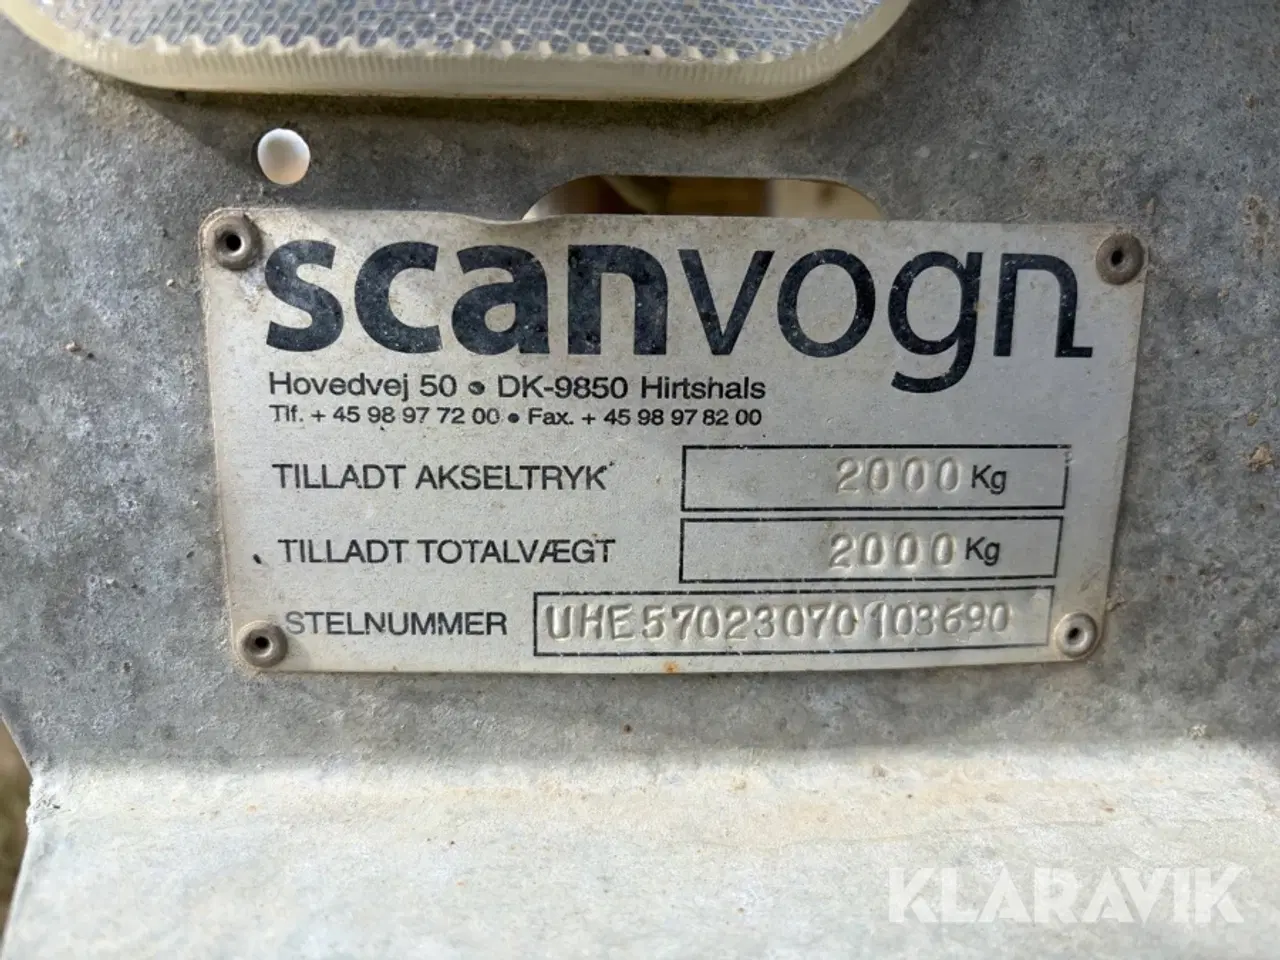 scanvogn
Hovedvej 50 • DK-9850 Hirtshals
Tlf. + 45 98 97 72 00 • Fax. + 45 98 97 82 00
TILLADT AKSELTRYK 2000 Kg
TILLADT TOTALVÆGT 2000 Kg
STELNUMMER UHE57023070103690
KLARAVIK